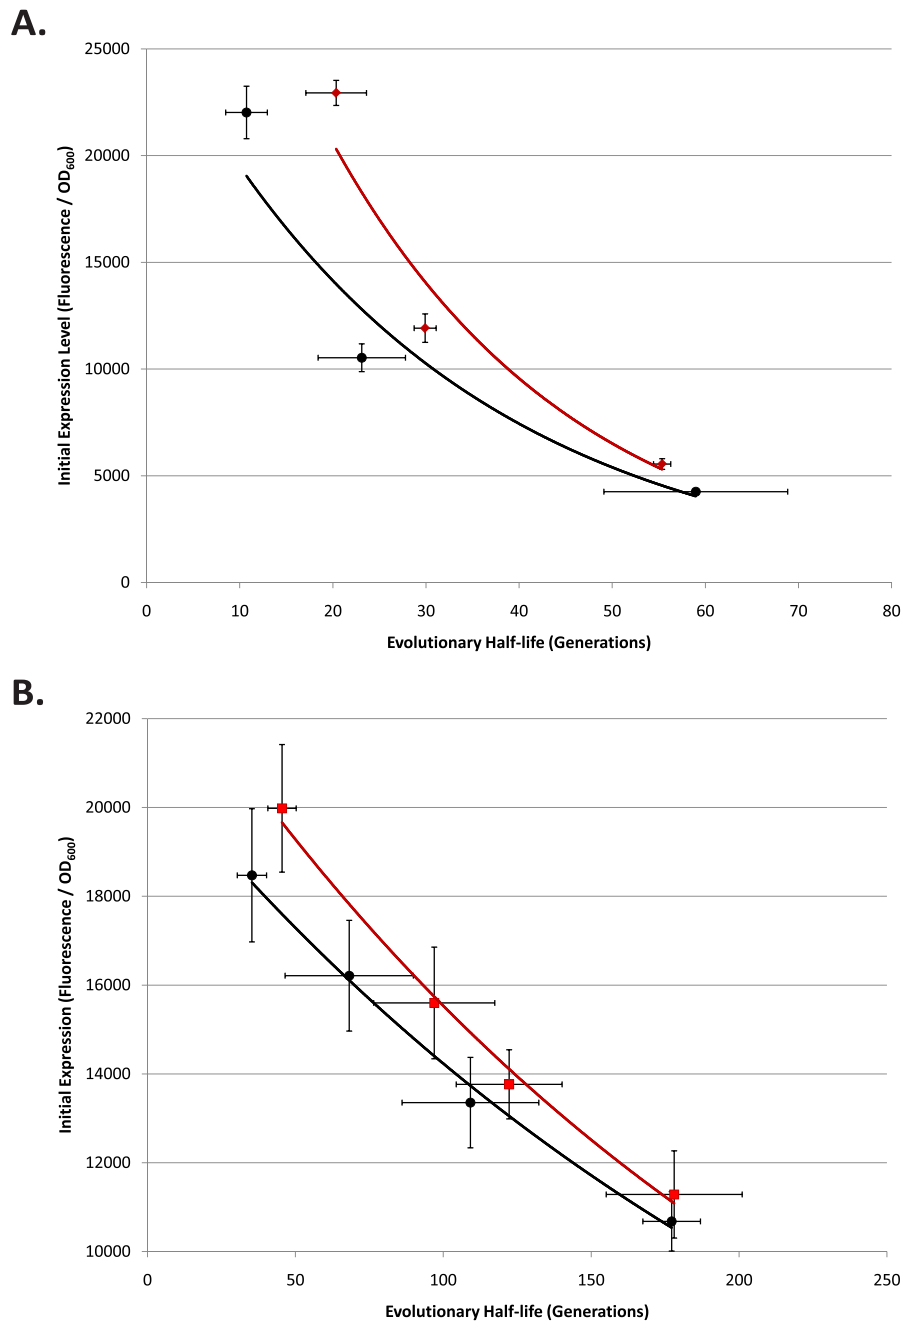 A.
25000
20000
15000
10000
5000
0
Initial Expression Level (Fluorescence / OD600)
0 10 20 30 40 50 60 70 80
Evolutionary Half-life (Generations)
B.
22000
20000
18000
16000
14000
12000
10000
Initial Expression (Fluorescence / OD600)
0 50 100 150 200 250
Evolutionary Half-life (Generations)